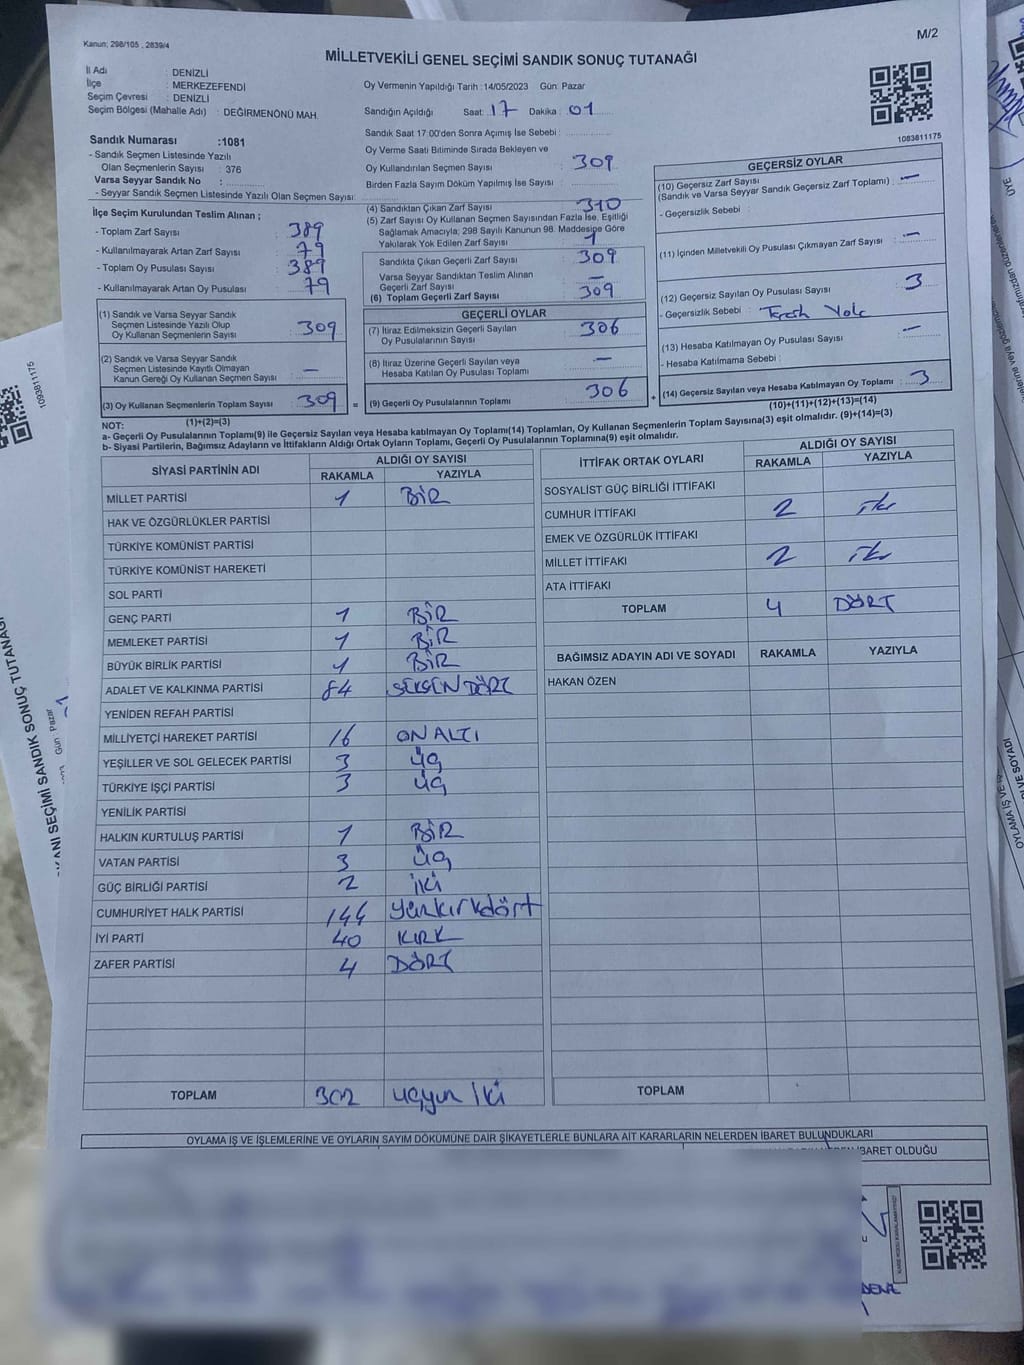 Kanun; 298/105 , 2839/4
M/2
MİLLETVEKİLİ GENEL SEÇİMİ SANDIK SONUÇ TUTANAĞI
İl Adı : DENİZLİ
İlçe : MERKEZEFENDİ
Seçim Çevresi : DENİZLİ
Seçim Bölgesi (Mahalle Adı) : DEĞİRMENÖNÜ MAH.
Sandık Numarası :1081
- Sandık Seçmen Listesinde Yazılı
Olan Seçmenlerin Sayısı : 376
Varsa Seyyar Sandık No :
- Seyyar Sandık Seçmen Listesinde Yazılı Olan Seçmen Sayısı:
Oy Vermenin Yapıldığı Tarih :14/05/2023 Gün: Pazar
Sandığın Açıldığı Saat: 17 Dakika: 01
Sandık Saat 17:00'den Sonra Açılmış İse Sebebi :
Oy Verme Saati Bitiminde Sırada Bekleyen ve
Oy Kullandırılan Seçmen Sayısı : 309
Birden Fazla Sayım Döküm Yapılmış İse Sayısı :
1083811175
İlçe Seçim Kurulundan Teslim Alınan ;
- Toplam Zarf Sayısı : 389
- Kullanılmayarak Artan Zarf Sayısı : 79
- Toplam Oy Pusulası Sayısı : 389
- Kullanılmayarak Artan Oy Pusulası : 79
(4) Sandıktan Çıkan Zarf Sayısı : 310
(5) Zarf Sayısı Oy Kullanan Seçmen Sayısından Fazla İse, Eşitliği
Sağlamak Amacıyla; 298 Sayılı Kanunun 98. Maddesine Göre
Yakılarak Yok Edilen Zarf Sayısı : 1
Sandıkta Çıkan Geçerli Zarf Sayısı : 309
Varsa Seyyar Sandıktan Teslim Alınan
Geçerli Zarf Sayısı : —
(6) Toplam Geçerli Zarf Sayısı : 309
GEÇERSİZ OYLAR
(10) Geçersiz Zarf Sayısı : —
(Sandık ve Varsa Seyyar Sandık Geçersiz Zarf Toplamı)
- Geçersizlik Sebebi :
(11) İçinden Milletvekili Oy Pusulası Çıkmayan Zarf Sayısı : —
(12) Geçersiz Sayılan Oy Pusulası Sayısı : 3
- Geçersizlik Sebebi :
(13) Hesaba Katılmayan Oy Pusulası Sayısı : —
- Hesaba Katılmama Sebebi :
(14) Geçersiz Sayılan veya Hesaba Katılmayan Oy Toplamı : 3
(10)+(11)+(12)+(13)=(14)
(1) Sandık ve Varsa Seyyar Sandık
Seçmen Listesinde Yazılı Olup
Oy Kullanan Seçmenlerin Sayısı : 309
(2) Sandık ve Varsa Seyyar Sandık
Seçmen Listesinde Kayıtlı Olmayan
Kanun Gereği Oy Kullanan Seçmen Sayısı : —
(3) Oy Kullanan Seçmenlerin Toplam Sayısı : 309 =
(1)+(2)=(3)
GEÇERLİ OYLAR
(7) İtiraz Edilmeksizin Geçerli Sayılan
Oy Pusulalarının Sayısı : 306
(8) İtiraz Üzerine Geçerli Sayılan veya
Hesaba Katılan Oy Pusulası Toplamı : —
(9) Geçerli Oy Pusulalarının Toplamı : 306 +
NOT:
a- Geçerli Oy Pusulalarının Toplamı(9) ile Geçersiz Sayılan veya Hesaba katılmayan Oy Toplamı(14) Toplamları, Oy Kullanan Seçmenlerin Toplam Sayısına(3) eşit olmalıdır. (9)+(14)=(3)
b- Siyasi Partilerin, Bağımsız Adayların ve İttifakların Aldığı Ortak Oyların Toplamı, Geçerli Oy Pusulalarının Toplamına(9) eşit olmalıdır.
SİYASİ PARTİNİN ADI ALDIĞI OY SAYISI
RAKAMLA YAZIYLA
MİLLET PARTİSİ 1 BİR
HAK VE ÖZGÜRLÜKLER PARTİSİ
TÜRKİYE KOMÜNİST PARTİSİ
TÜRKİYE KOMÜNİST HAREKETİ
SOL PARTİ
GENÇ PARTİ 1 BİR
MEMLEKET PARTİSİ 1 BİR
BÜYÜK BİRLİK PARTİSİ 1 BİR
ADALET VE KALKINMA PARTİSİ 84 SEKSEN DÖRT
YENİDEN REFAH PARTİSİ
MİLLİYETÇİ HAREKET PARTİSİ 16 ONALTI
YEŞİLLER VE SOL GELECEK PARTİSİ 3 üç
TÜRKİYE İŞÇİ PARTİSİ 3 üç
YENİLİK PARTİSİ
HALKIN KURTULUŞ PARTİSİ 1 BİR
VATAN PARTİSİ 3 üç
GÜÇ BİRLİĞİ PARTİSİ 2 iki
CUMHURİYET HALK PARTİSİ 144 yüzkırkdört
İYİ PARTİ 40 KIRK
ZAFER PARTİSİ 4 DÖRT
TOPLAM 302 üçyüz iki
İTTİFAK ORTAK OYLARI ALDIĞI OY SAYISI
RAKAMLA YAZIYLA
SOSYALİST GÜÇ BİRLİĞİ İTTİFAKI
CUMHUR İTTİFAKI 2 iki
EMEK VE ÖZGÜRLÜK İTTİFAKI
MİLLET İTTİFAKI 2 iki
ATA İTTİFAKI
TOPLAM 4 DÖRT
BAĞIMSIZ ADAYIN ADI VE SOYADI RAKAMLA YAZIYLA
HAKAN ÖZEN
TOPLAM
OYLAMA İŞ VE İŞLEMLERİNE VE OYLARIN SAYIM DÖKÜMÜNE DAİR ŞİKAYETLERLE BUNLARA AİT KARARLARIN NELERDEN İBARET BULUNDUKLARI
İBARET OLDUĞU